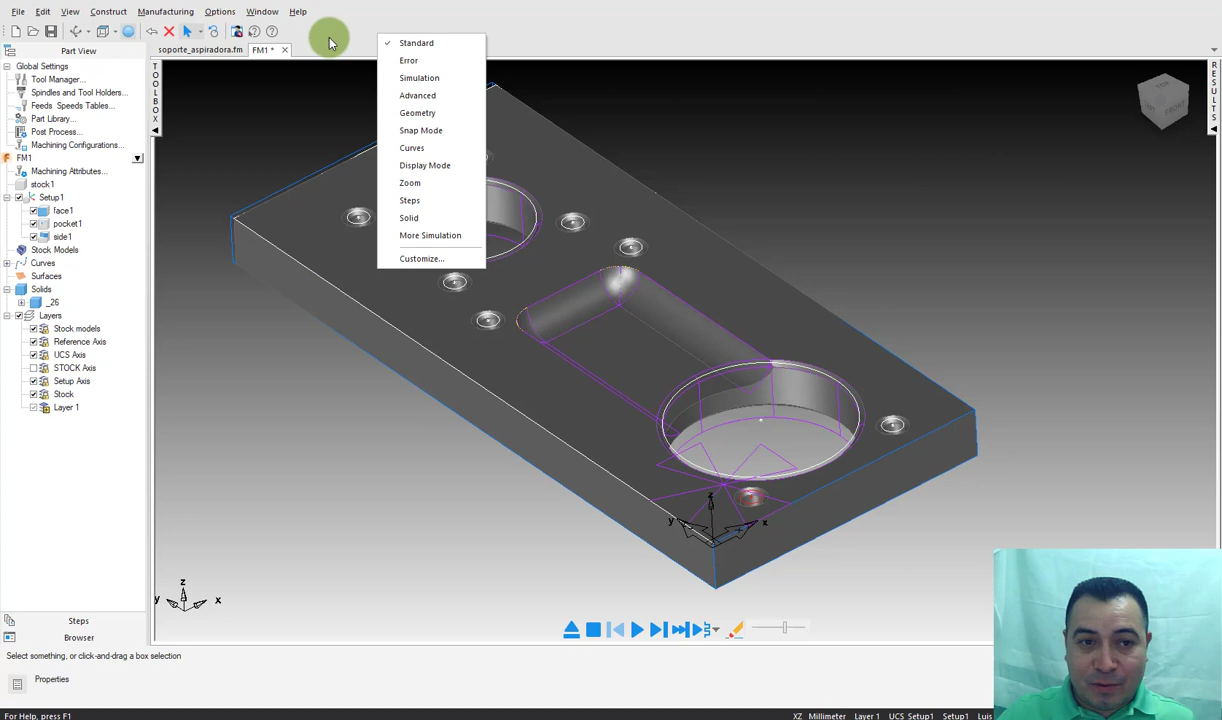 File Edit View Construct Manufacturing Options Window Help
Part View
soporte_aspiradora.fm FM1 * ×
Global Settings
Tool Manager...
Spindles and Tool Holders...
Feeds Speeds Tables...
Part Library...
Post Process...
Machining Configurations...
FM1
Machining Attributes...
stock1
Setup1
face1
pocket1
side1
Stock Models
Curves
Surfaces
Solids
_26
Layers
Stock models
Reference Axis
UCS Axis
STOCK Axis
Setup Axis
Stock
Layer 1
Steps
Browser
TOOLBOX
Standard
Error
Simulation
Advanced
Geometry
Snap Mode
Curves
Display Mode
Zoom
Steps
Solid
More Simulation
Customize...
FRONT
RESULTS
z
y x
z
y x
Select something, or click-and-drag a box selection
Properties
For Help, press F1
XZ Millimeter Layer 1 UCS_Setup1 Setup1 Luis